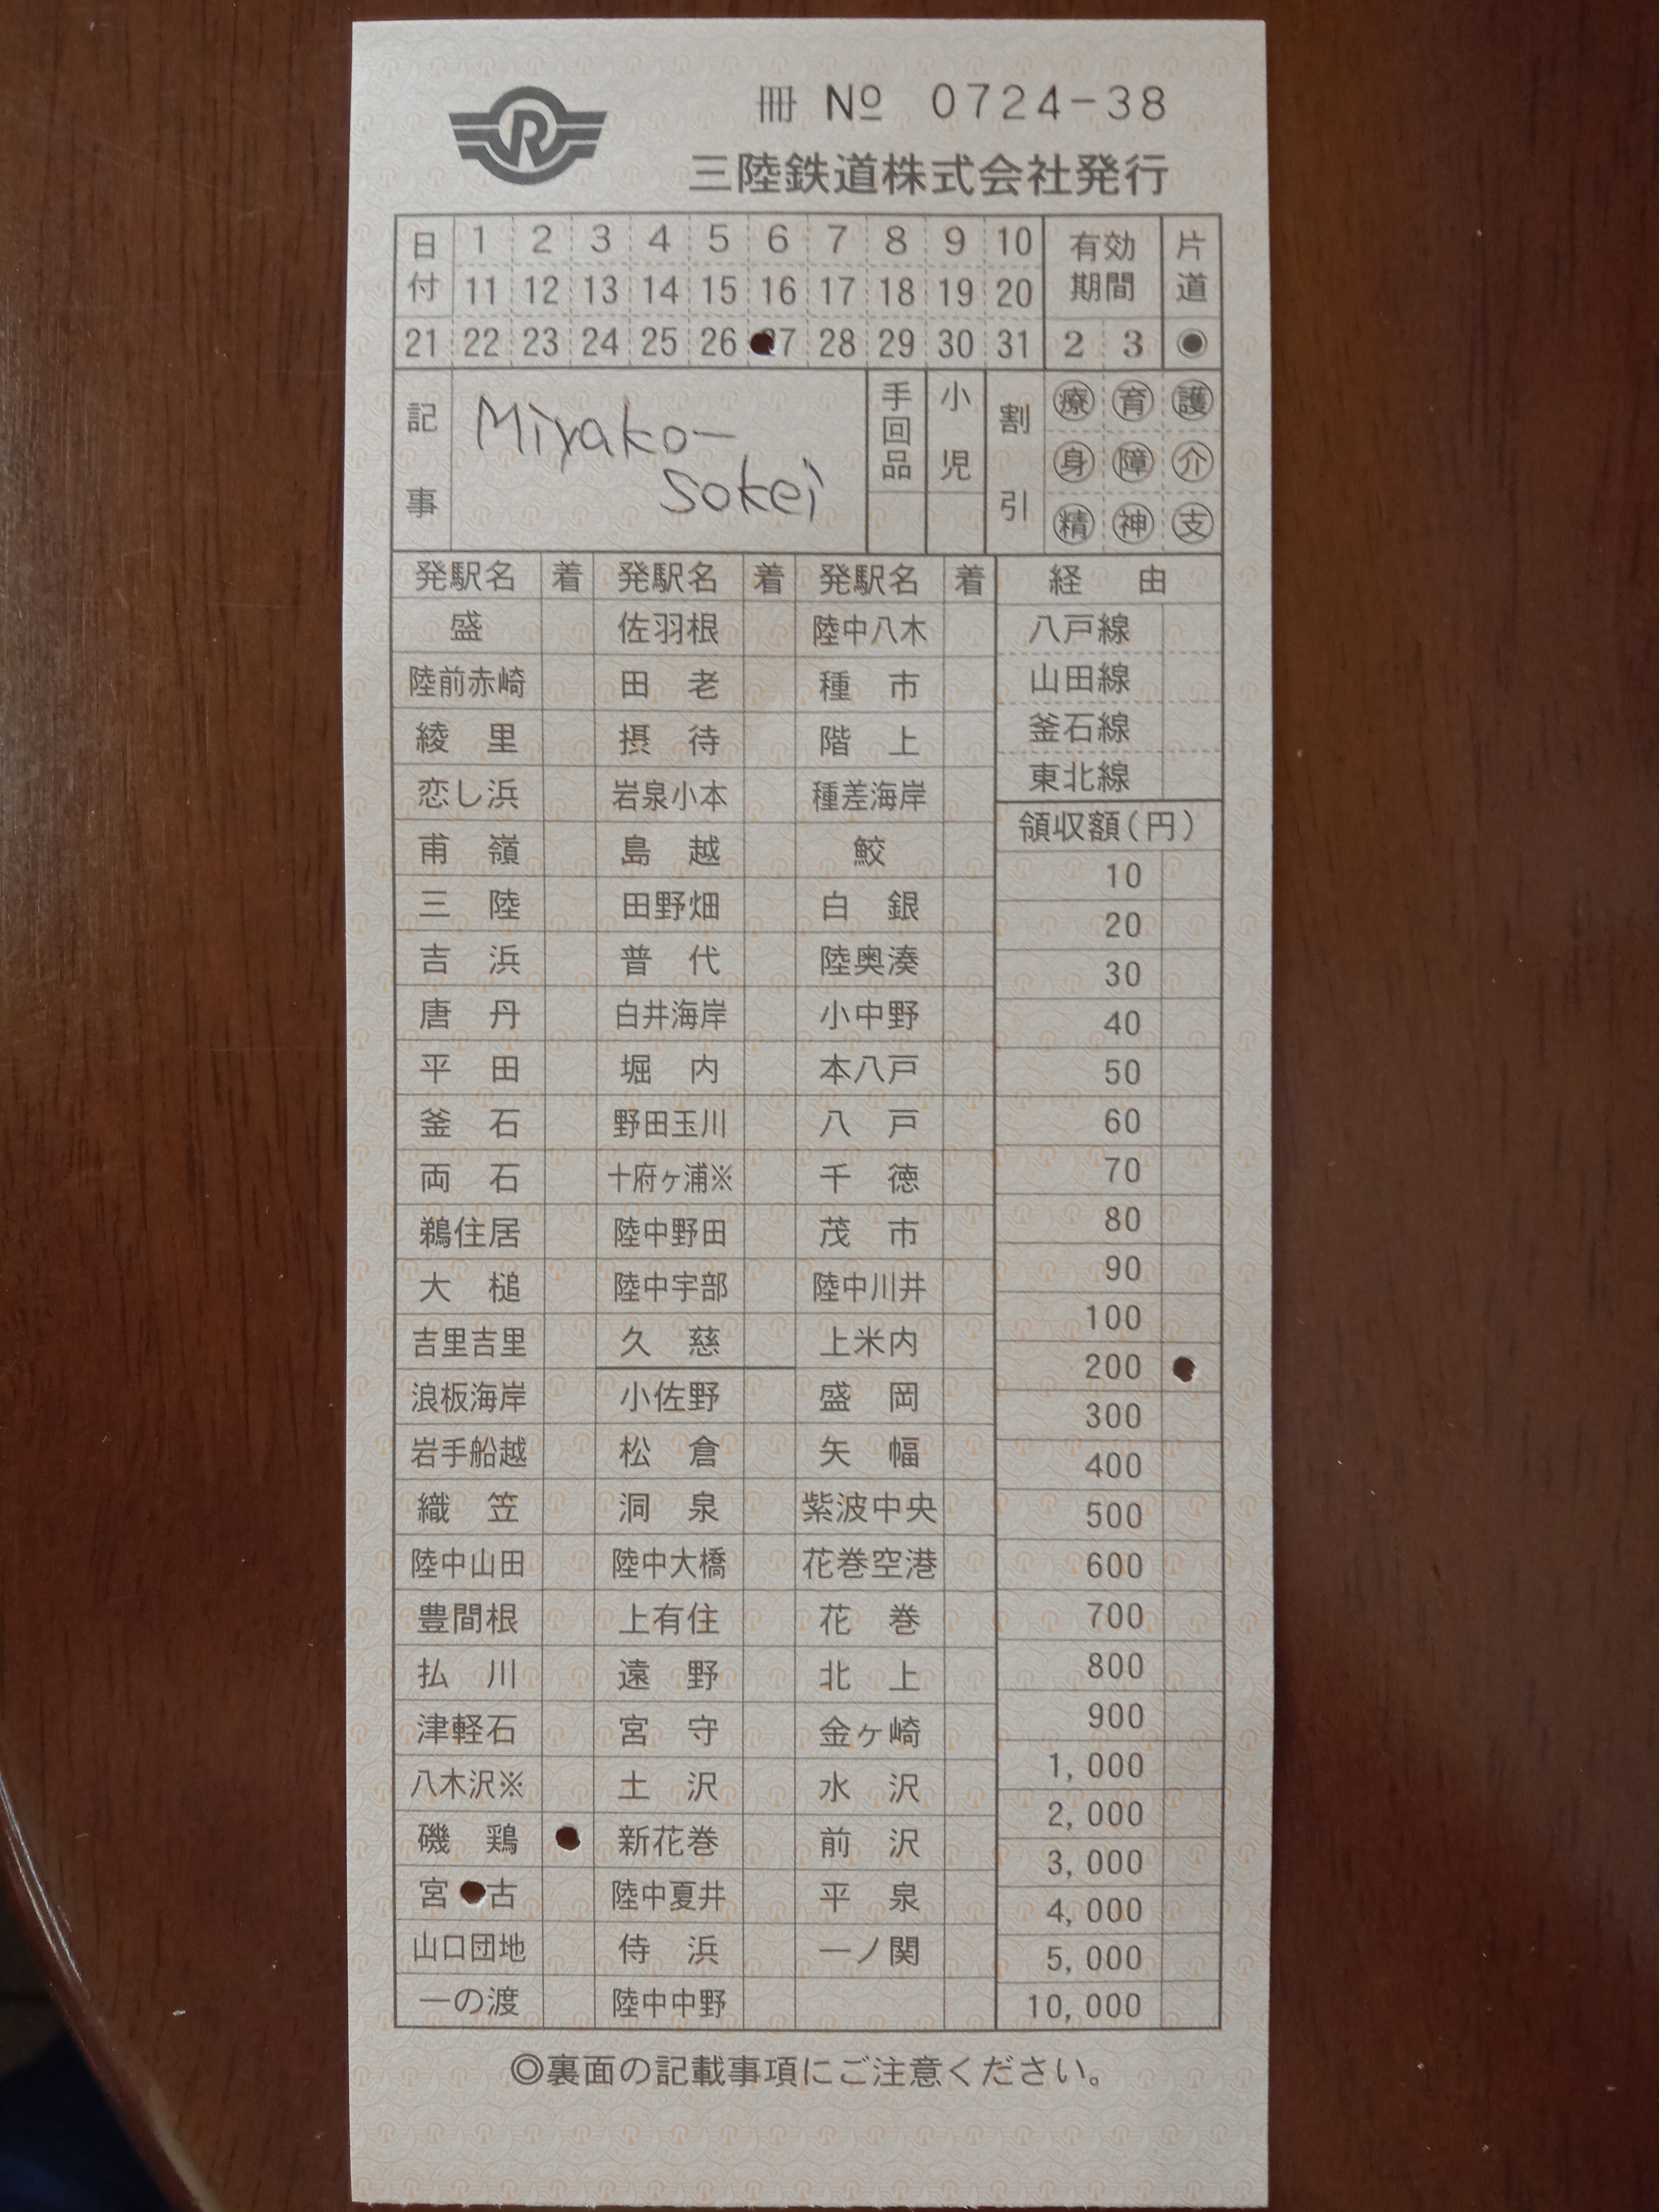 冊 № 0724-38
三陸鉄道株式会社発行
日付 1 2 3 4 5 6 7 8 9 10 有効期間 片道
11 12 13 14 15 16 17 18 19 20
21 22 23 24 25 26 27 28 29 30 31 2 3 ◉
記事 Miyako-
sokei
手回品 小児 割引
療 育 護
身 障 介
精 神 支
発駅名 着 発駅名 着 発駅名 着 経 由
盛 佐羽根 陸中八木 八戸線
陸前赤崎 田 老 種 市 山田線
綾 里 摂 待 階 上 釜石線
恋し浜 岩泉小本 種差海岸 東北線
甫 嶺 島 越 鮫 領収額(円)
三 陸 田野畑 白 銀 10
吉 浜 普 代 陸奥湊 20
30
唐 丹 白井海岸 小中野 40
平 田 堀 内 本八戸 50
釜 石 野田玉川 八 戸 60
両 石 十府ヶ浦※ 千 徳 70
鵜住居 陸中野田 茂 市 80
大 槌 陸中宇部 陸中川井 90
100
吉里吉里 久 慈 上米内 200
浪板海岸 小佐野 盛 岡 300
岩手船越 松 倉 矢 幅 400
織 笠 洞 泉 紫波中央 500
陸中山田 陸中大橋 花巻空港 600
豊間根 上有住 花 巻 700
払 川 遠 野 北 上 800
津軽石 宮 守 金ヶ崎 900
1,000
八木沢※ 土 沢 水 沢 2,000
磯 鶏 新花巻 前 沢 3,000
宮 古 陸中夏井 平 泉 4,000
山口団地 侍 浜 一ノ関 5,000
一の渡 陸中中野 10,000
◎裏面の記載事項にご注意ください。